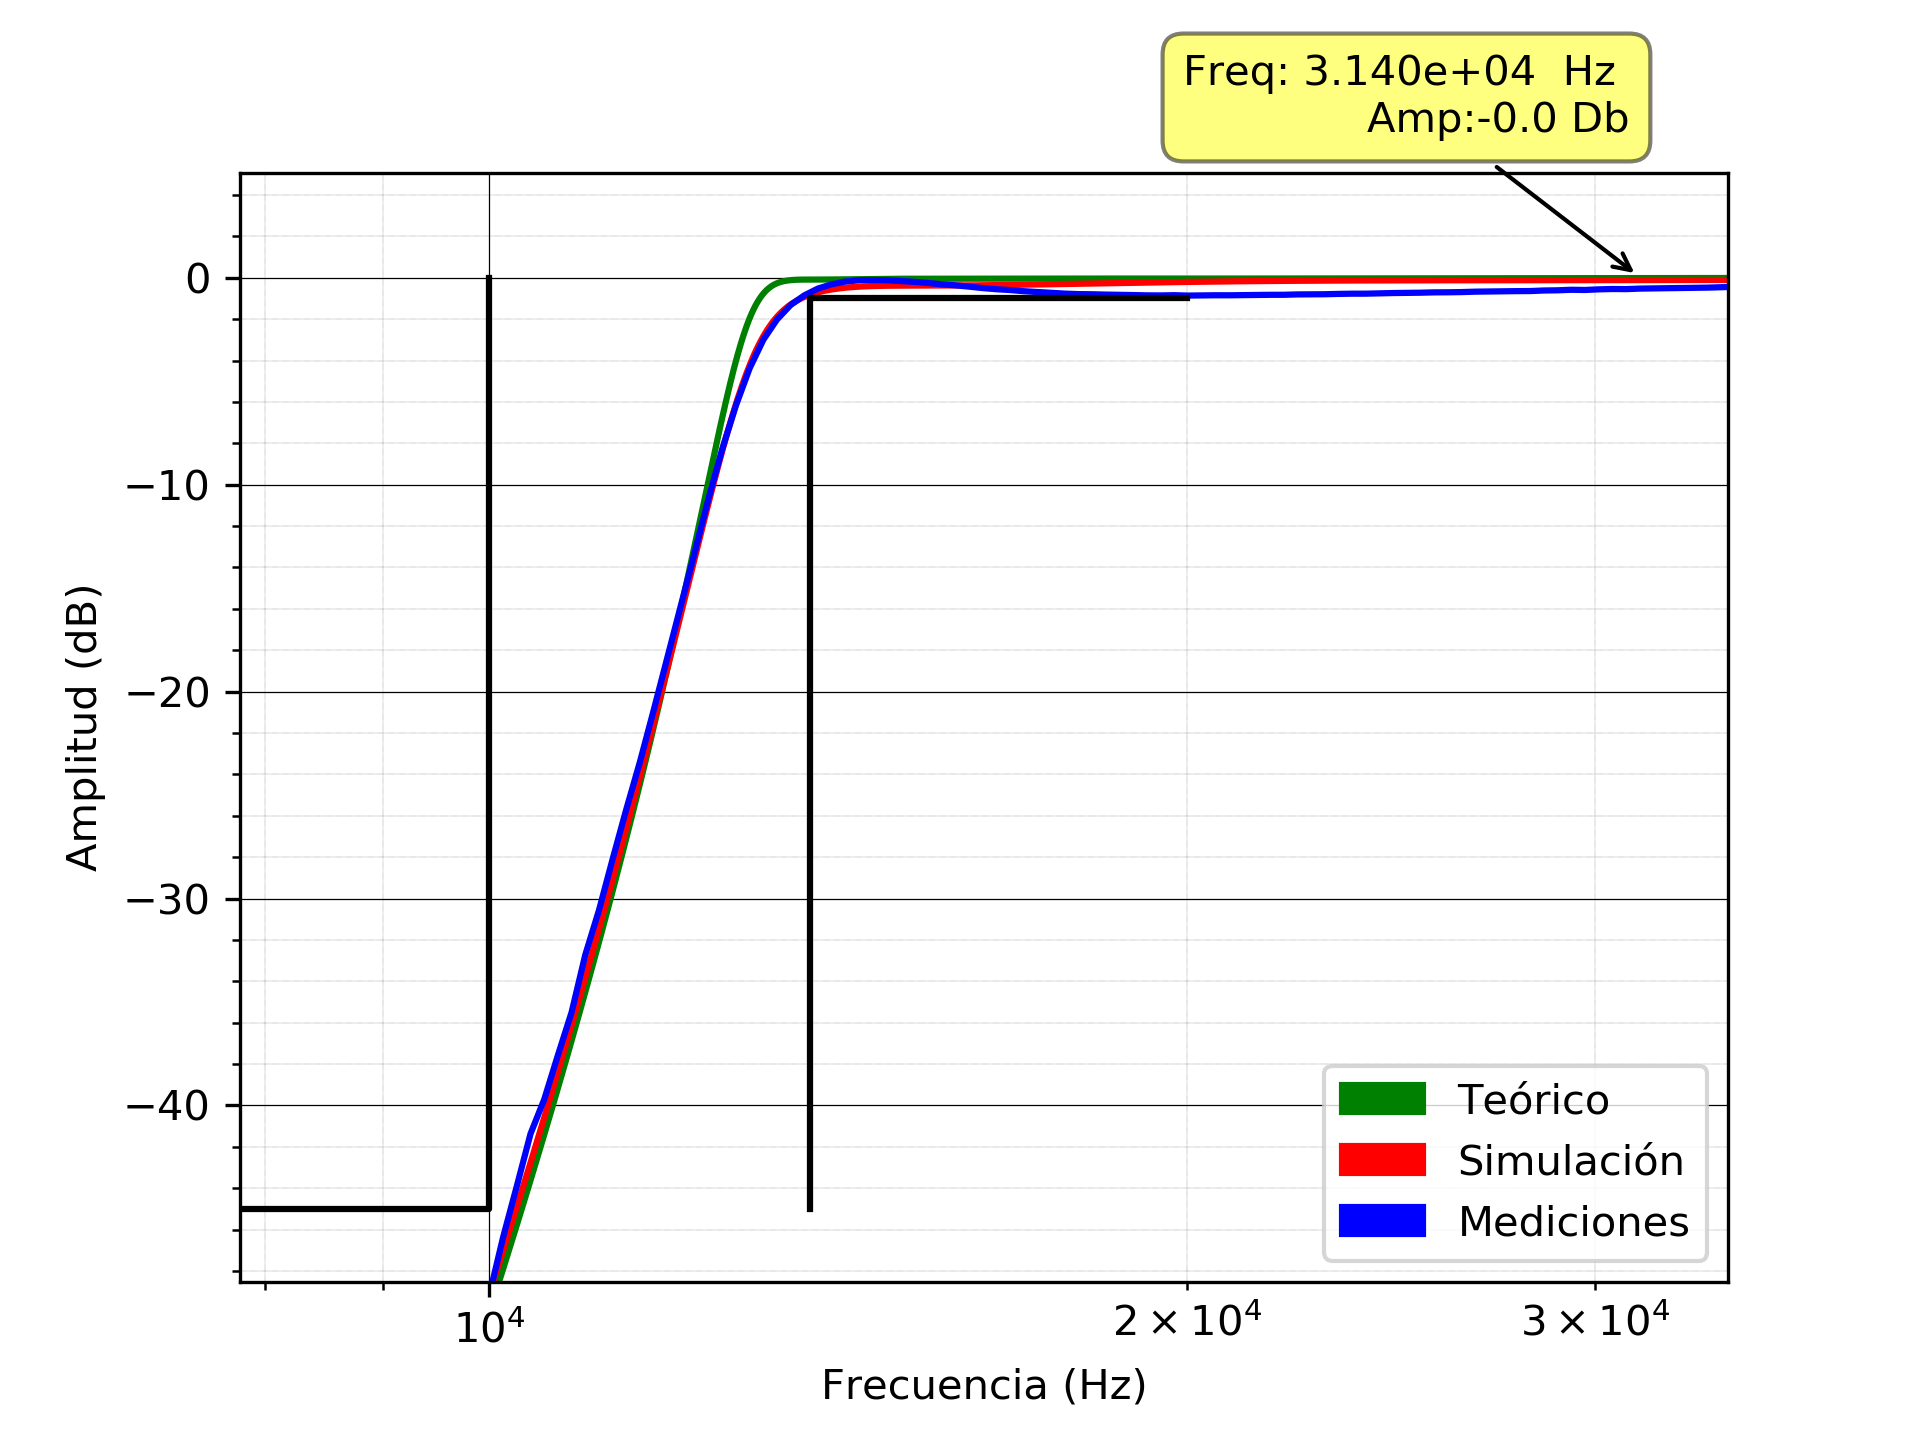 Freq: 3.140e+04  Hz
Amp:-0.0 Db
0
−10
−20
−30
−40
Amplitud (dB)
10⁴
2 × 10⁴
3 × 10⁴
Frecuencia (Hz)
Teórico
Simulación
Mediciones